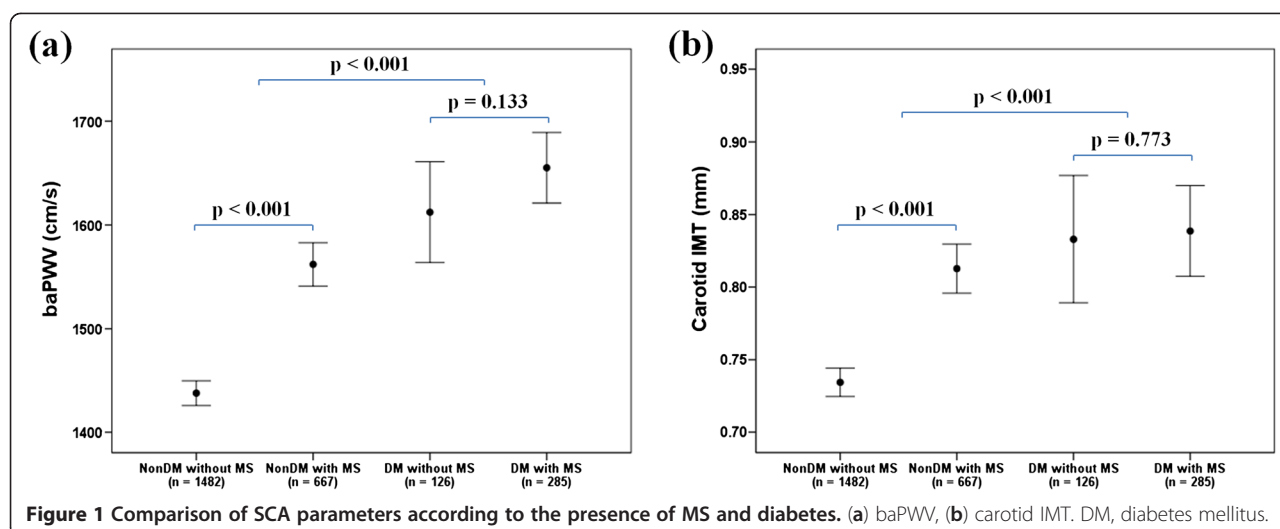 (a)
baPWV (cm/s)
1700
1600
1500
1400
p < 0.001
p = 0.133
p < 0.001
NonDM without MS
(n = 1482)
NonDM with MS
(n = 667)
DM without MS
(n = 126)
DM with MS
(n = 285)
(b)
Carotid IMT (mm)
0.95
0.90
0.85
0.80
0.75
0.70
p < 0.001
p = 0.773
p < 0.001
NonDM without MS
(n = 1482)
NonDM with MS
(n = 667)
DM without MS
(n = 126)
DM with MS
(n = 285)
Figure 1 Comparison of SCA parameters according to the presence of MS and diabetes. (a) baPWV, (b) carotid IMT. DM, diabetes mellitus.